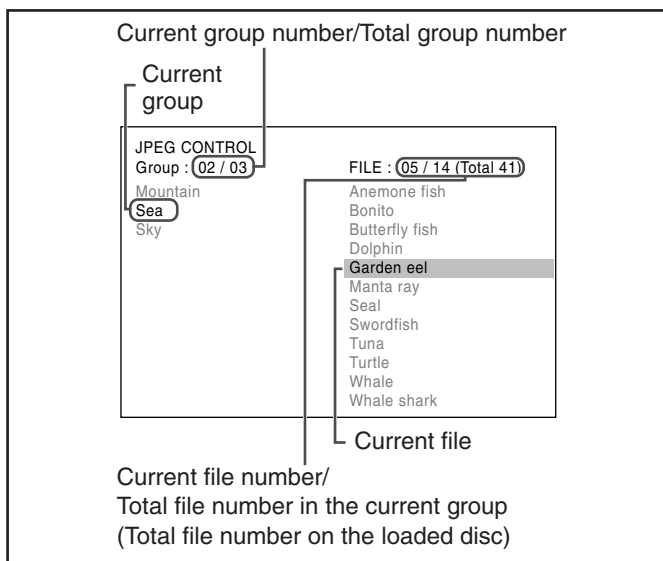 Current group number/Total group number
Current
group
JPEG CONTROL
Group : 02 / 03
Mountain
Sea
Sky
FILE : 05 / 14 (Total 41)
Anemone fish
Bonito
Butterfly fish
Dolphin
Garden eel
Manta ray
Seal
Swordfish
Tuna
Turtle
Whale
Whale shark
Current file
Current file number/
Total file number in the current group
(Total file number on the loaded disc)